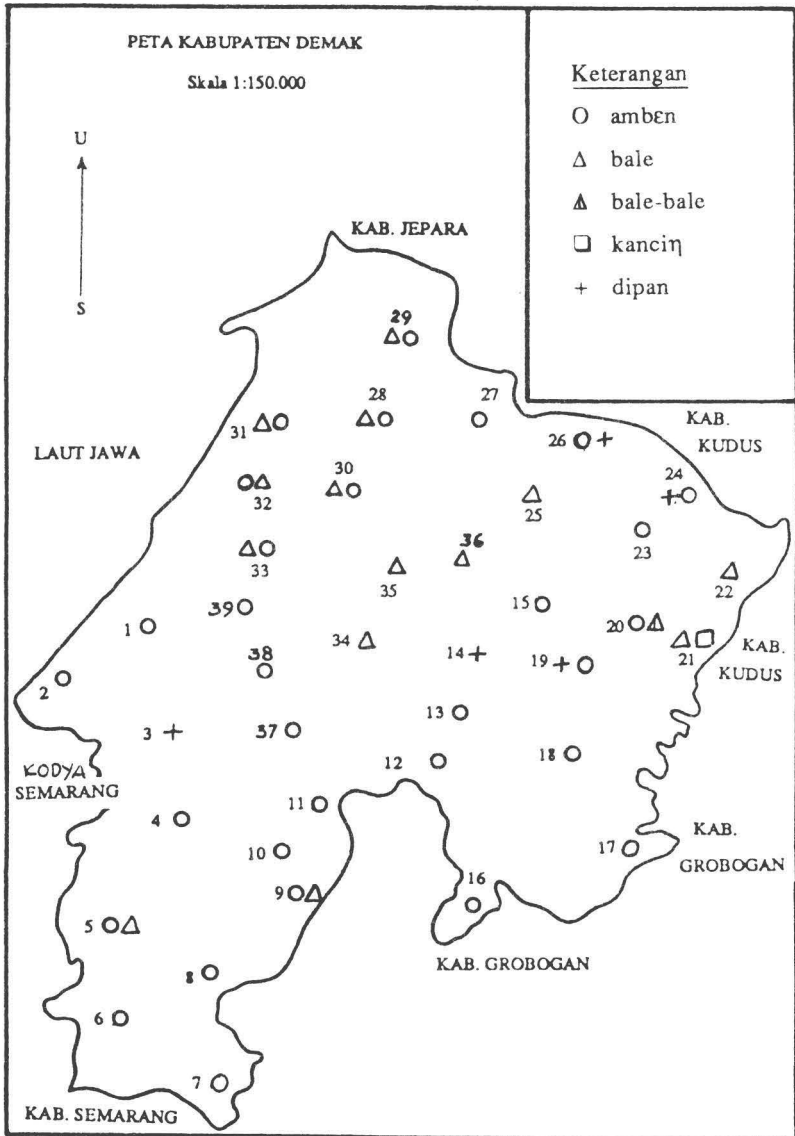 PETA KABUPATEN DEMAK
Skala 1:150.000
U
S
Keterangan
O ambɛn
△ bale
◮ bale-bale
□ kanciη
+ dipan
KAB. JEPARA
29
28
27
31
26
KAB.
KUDUS
LAUT JAWA
24
30
32
25
36
23
33
35
22
39
15
1
20
34
14
19
21
KAB.
KUDUS
38
2
13
3
37
18
12
KODYA
SEMARANG
11
4
KAB.
GROBOGAN
17
10
9
16
5
KAB. GROBOGAN
8
6
7
KAB. SEMARANG